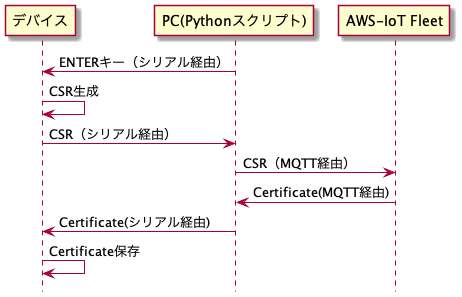 デバイス
PC(Pythonスクリプト)
AWS-IoT Fleet
ENTERキー（シリアル経由）
CSR生成
CSR（シリアル経由）
CSR（MQTT経由）
Certificate(MQTT経由)
Certificate(シリアル経由)
Certificate保存